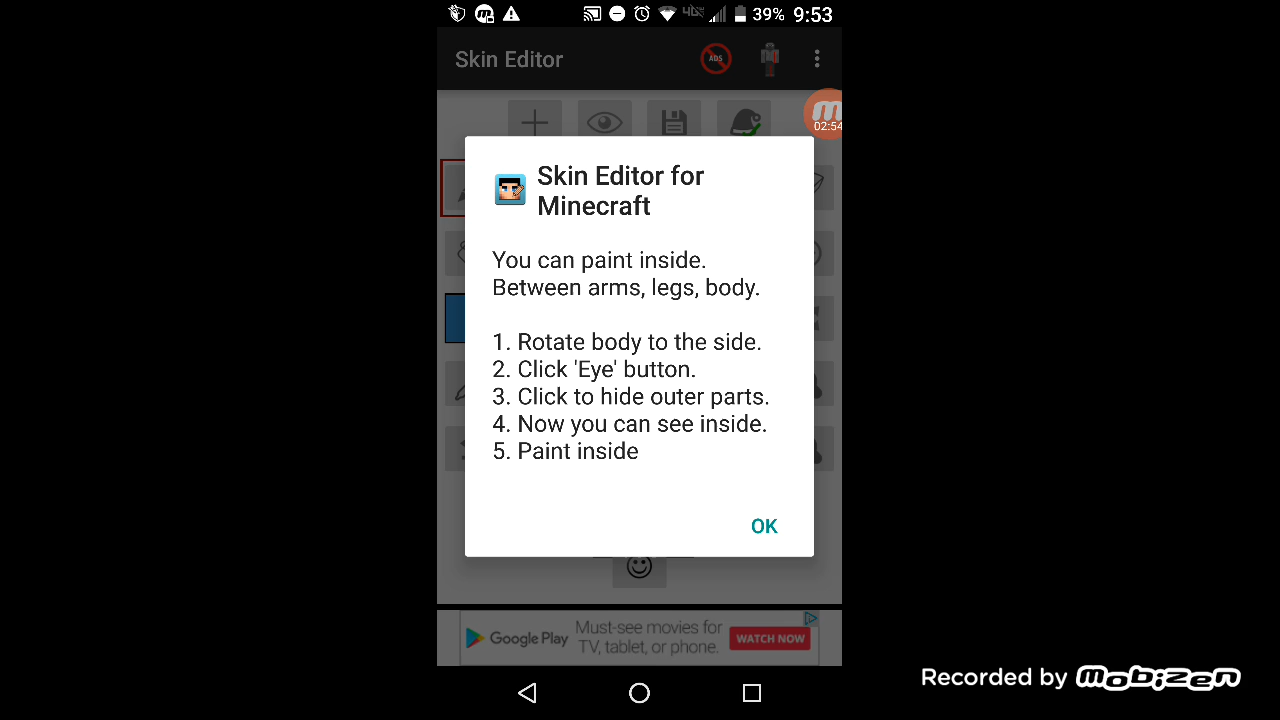 39% 9:53
Skin Editor
ADS
02:54
Skin Editor for
Minecraft
You can paint inside.
Between arms, legs, body.
1. Rotate body to the side.
2. Click 'Eye' button.
3. Click to hide outer parts.
4. Now you can see inside.
5. Paint inside
OK
Google Play
Must-see movies for
TV, tablet, or phone.
WATCH NOW
Recorded by mobizen